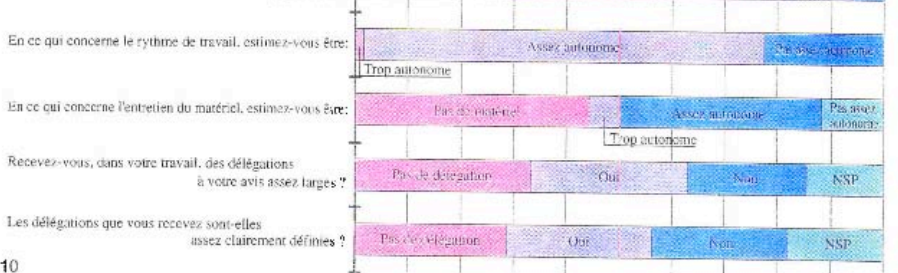 En ce qui concerne le rythme de travail, estimez-vous être:
Assez autonome
Pas assez autonome
Trop autonome
En ce qui concerne l'entretien du matériel, estimez-vous être:
Pas de matériel
Assez autonome
Pas assez
autonome
Trop actonome
Recevez-vous, dans votre travail, des délégations
à votre avis assez larges ?
Pas de délégation
Oui
Non
NSP
Les délégations que vous recevez sont-elles
assez clairement définies ?
Pas de délégation
Oui
Non
NSP
10